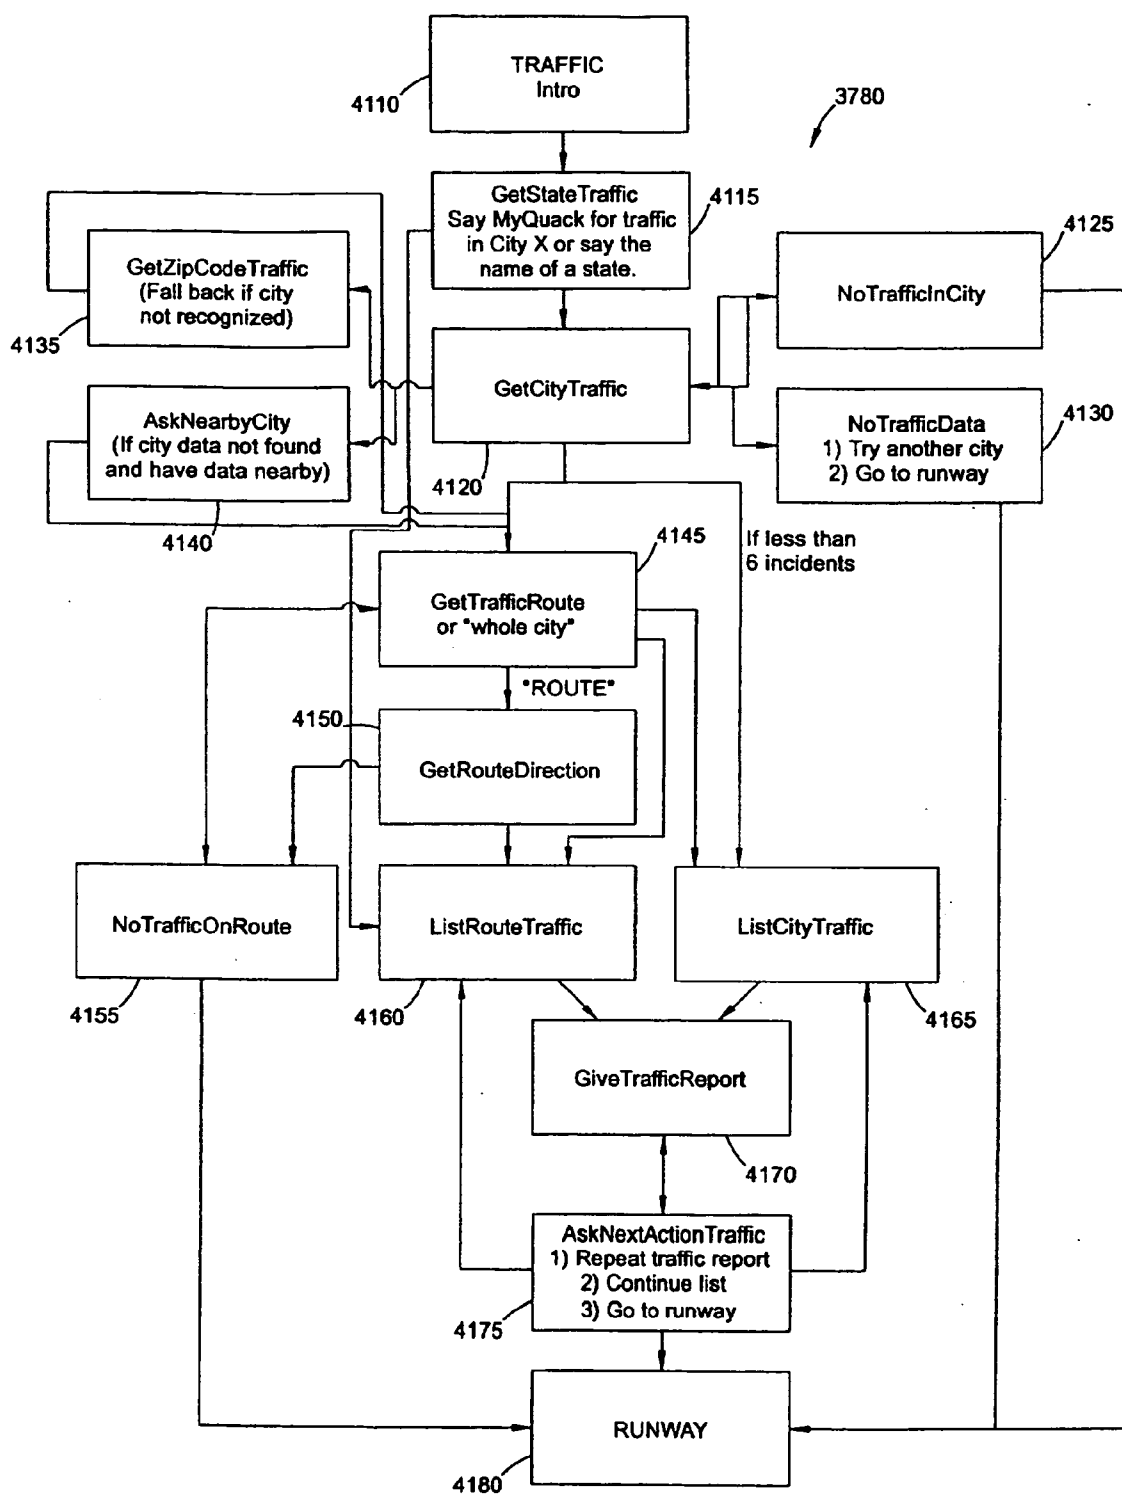 TRAFFIC
Intro
4110
3780
GetStateTraffic
Say MyQuack for traffic
in City X or say the
name of a state.
4115
4125
GetZipCodeTraffic
(Fall back if city
not recognized)
4135
NoTrafficInCity
GetCityTraffic
4120
AskNearbyCity
(If city data not found
and have data nearby)
4140
NoTrafficData
1) Try another city
2) Go to runway
4130
If less than
6 incidents
4145
GetTrafficRoute
or "whole city"
"ROUTE"
4150
GetRouteDirection
NoTrafficOnRoute
4155
ListRouteTraffic
4160
ListCityTraffic
4165
GiveTrafficReport
4170
AskNextActionTraffic
1) Repeat traffic report
2) Continue list
3) Go to runway
4175
RUNWAY
4180